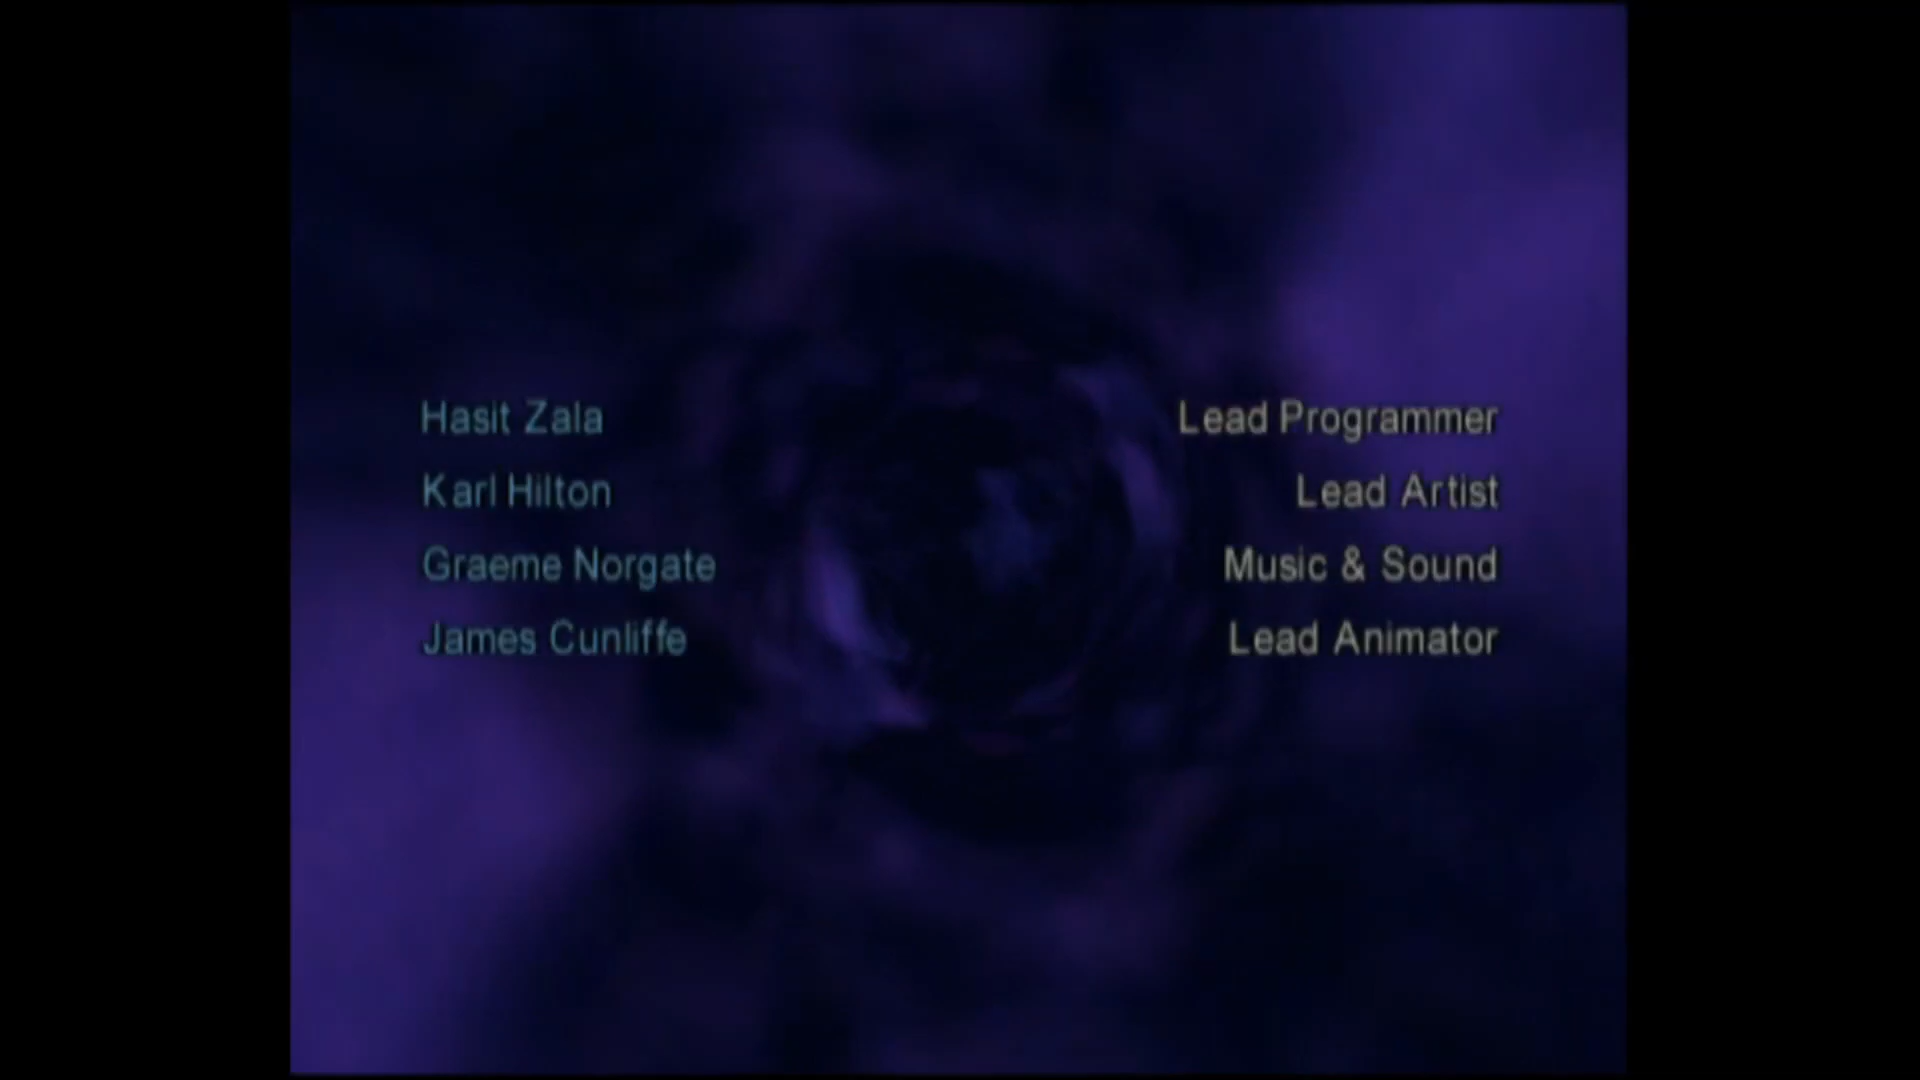 Hasit Zala Lead Programmer
Karl Hilton Lead Artist
Graeme Norgate Music & Sound
James Cunliffe Lead Animator